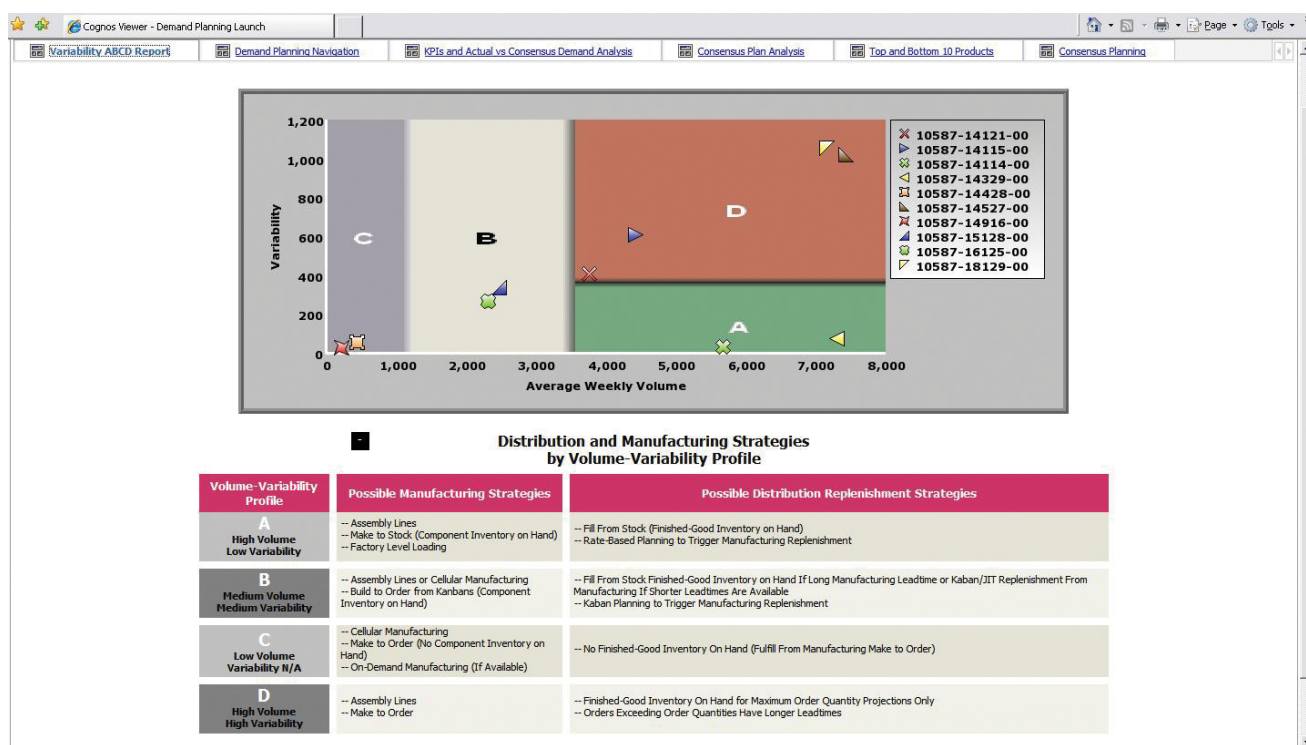 Cognos Viewer - Demand Planning Launch
Page
Tools
Variability ABCD Report
Demand Planning Navigation
KPIs and Actual vs Consensus Demand Analysis
Consensus Plan Analysis
Top and Bottom 10 Products
Consensus Planning
1,200
1,000
800
600
400
200
0
Variability
C
B
D
A
0
1,000
2,000
3,000
4,000
5,000
6,000
7,000
8,000
Average Weekly Volume
10587-14121-00
10587-14115-00
10587-14114-00
10587-14329-00
10587-14428-00
10587-14527-00
10587-14916-00
10587-15128-00
10587-16125-00
10587-18129-00
-
Distribution and Manufacturing Strategies
by Volume-Variability Profile
Volume-Variability
Profile
Possible Manufacturing Strategies
Possible Distribution Replenishment Strategies
A
High Volume
Low Variability
-- Assembly Lines
-- Make to Stock (Component Inventory on Hand)
-- Factory Level Loading
-- Fill From Stock (Finished-Good Inventory on Hand)
-- Rate-Based Planning to Trigger Manufacturing Replenishment
B
Medium Volume
Medium Variability
-- Assembly Lines or Cellular Manufacturing
-- Build to Order from Kanbans (Component
Inventory on Hand)
-- Fill From Stock Finished-Good Inventory on Hand If Long Manufacturing Leadtime or Kaban/JIT Replenishment From
Manufacturing If Shorter Leadtimes Are Available
-- Kaban Planning to Trigger Manufacturing Replenishment
C
Low Volume
Variability N/A
-- Cellular Manufacturing
-- Make to Order (No Component Inventory on
Hand)
-- On-Demand Manufacturing (If Available)
-- No Finished-Good Inventory On Hand (Fulfill From Manufacturing Make to Order)
D
High Volume
High Variability
-- Assembly Lines
-- Make to Order
-- Finished-Good Inventory On Hand for Maximum Order Quantity Projections Only
-- Orders Exceeding Order Quantities Have Longer Leadtimes